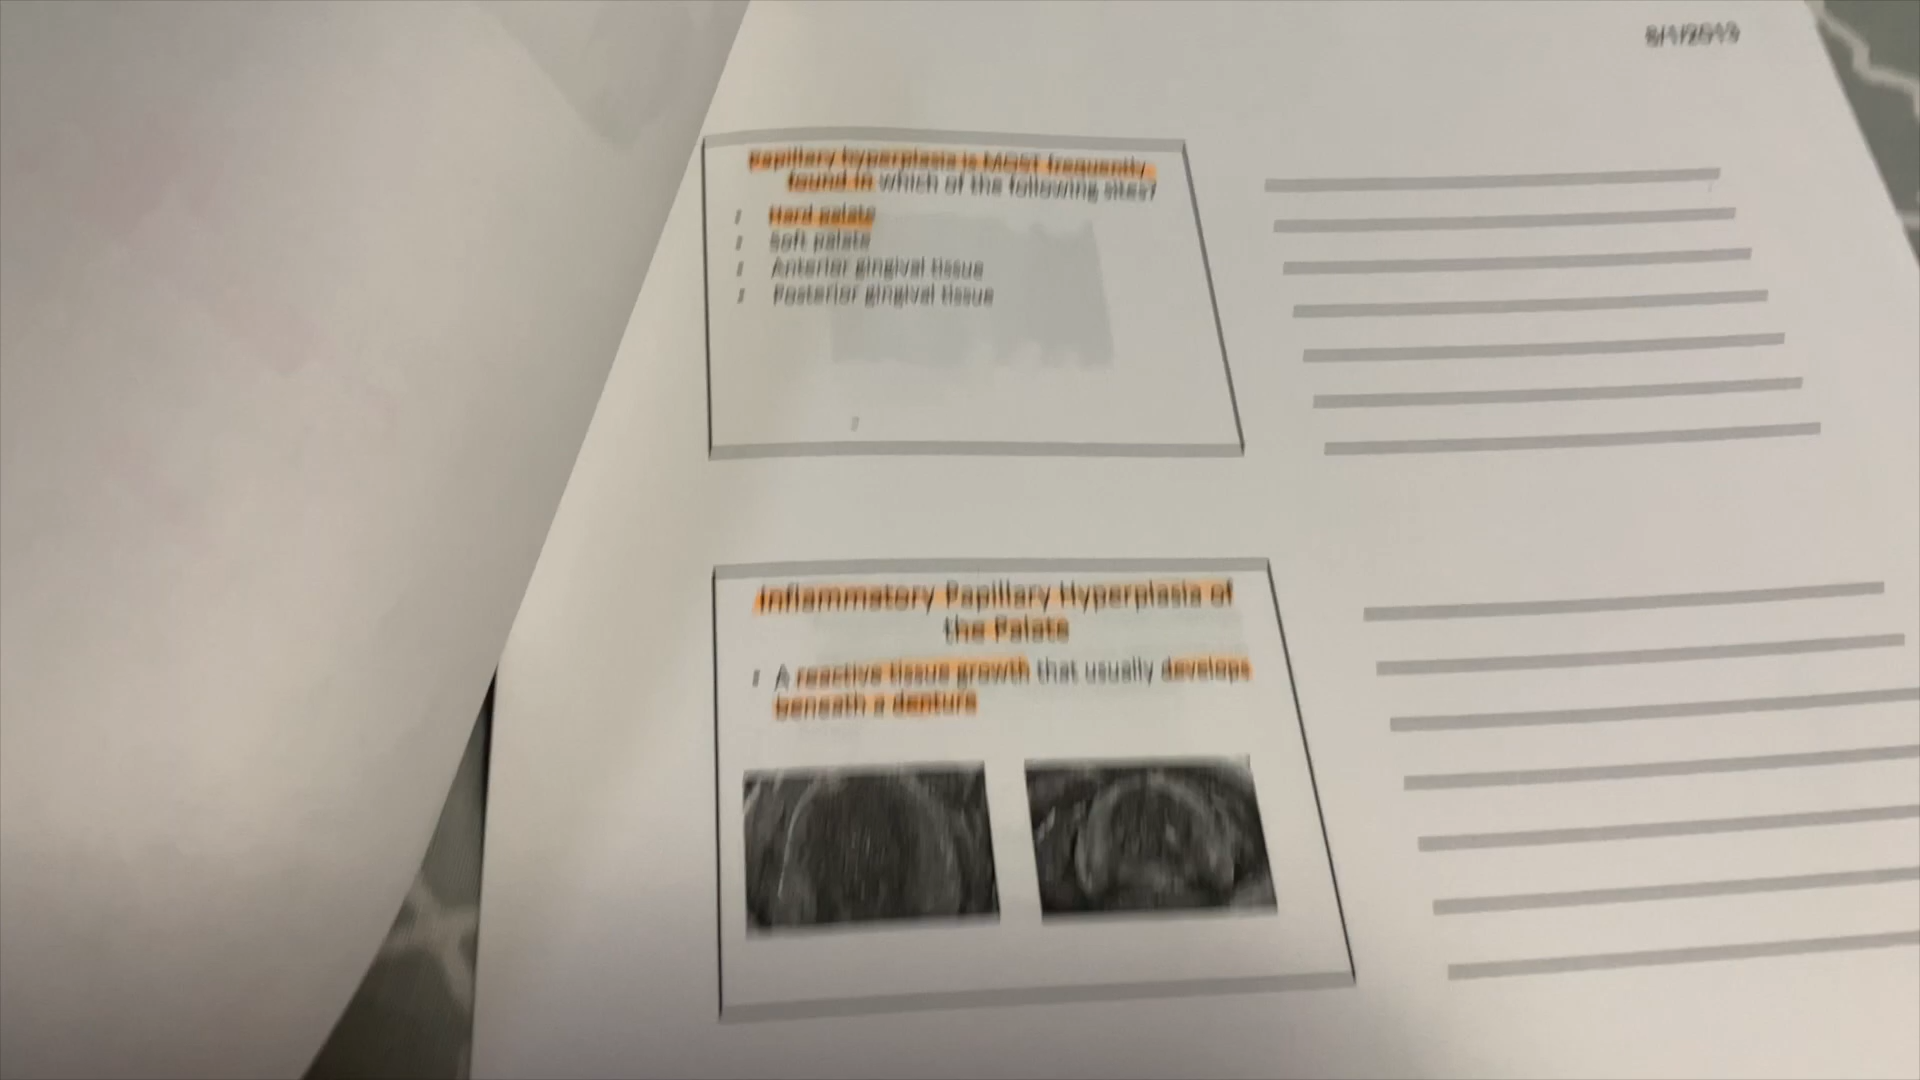 Papillary hyperplasia is MOST frequently
found in which of the following sites?
Hard palate
Soft palate
Anterior gingival tissue
Posterior gingival tissue
Inflammatory Papillary Hyperplasia of
the Palate
A reactive tissue growth that usually develops
beneath a denture